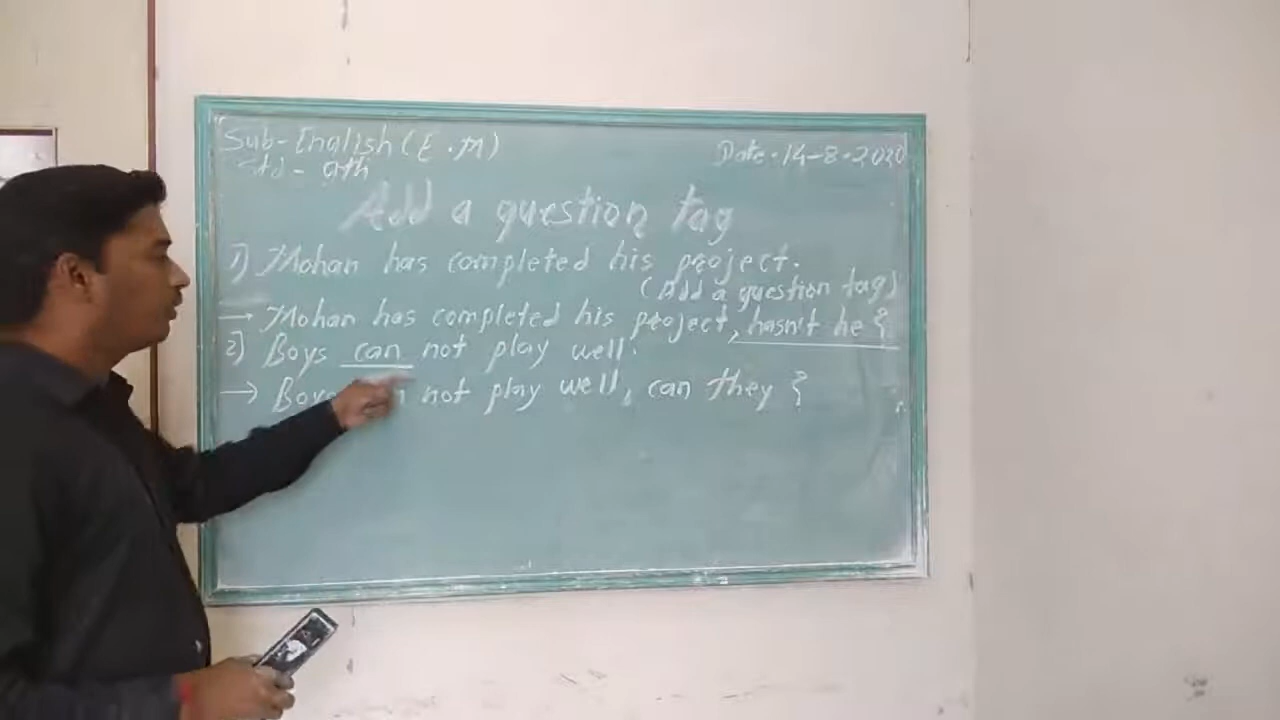 Sub-English (E.M)
Date-14-8-2020
Std - 9th
Add a question tag
1) Mohan has completed his project.
(Add a question tag)
→ Mohan has completed his project, hasn't he ?
2) Boys can not play well.
→ Boys not play well, can they ?